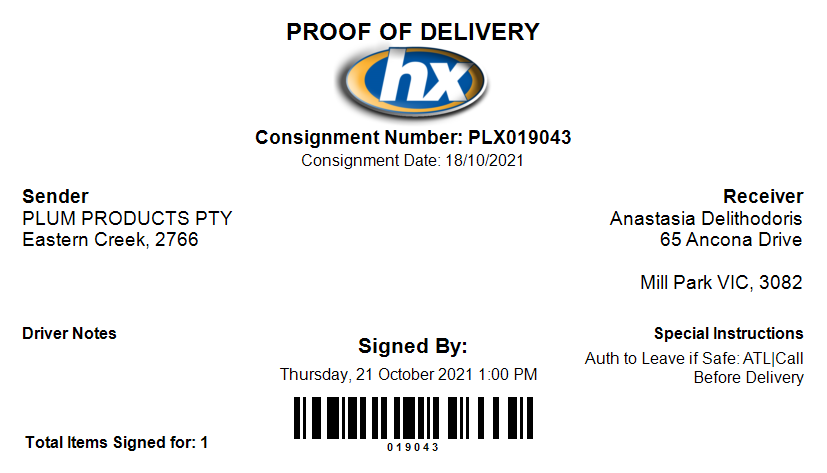 PROOF OF DELIVERY
hx
Consignment Number: PLX019043
Consignment Date: 18/10/2021
Sender
PLUM PRODUCTS PTY
Eastern Creek, 2766
Receiver
Anastasia Delithodoris
65 Ancona Drive
Mill Park VIC, 3082
Driver Notes
Signed By:
Thursday, 21 October 2021 1:00 PM
Special Instructions
Auth to Leave if Safe: ATL|Call
Before Delivery
Total Items Signed for: 1
019043